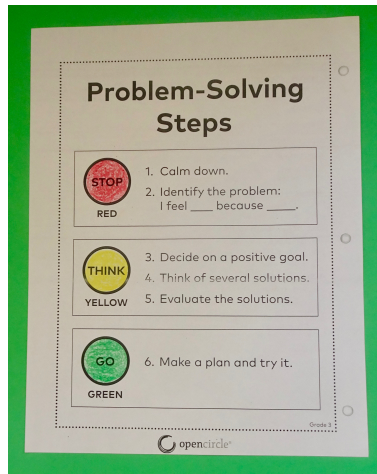 Problem-Solving
Steps
STOP
RED
1. Calm down.
2. Identify the problem:
I feel ___ because ____.
THINK
YELLOW
3. Decide on a positive goal.
4. Think of several solutions.
5. Evaluate the solutions.
GO
GREEN
6. Make a plan and try it.
Grade 3
opencircle®